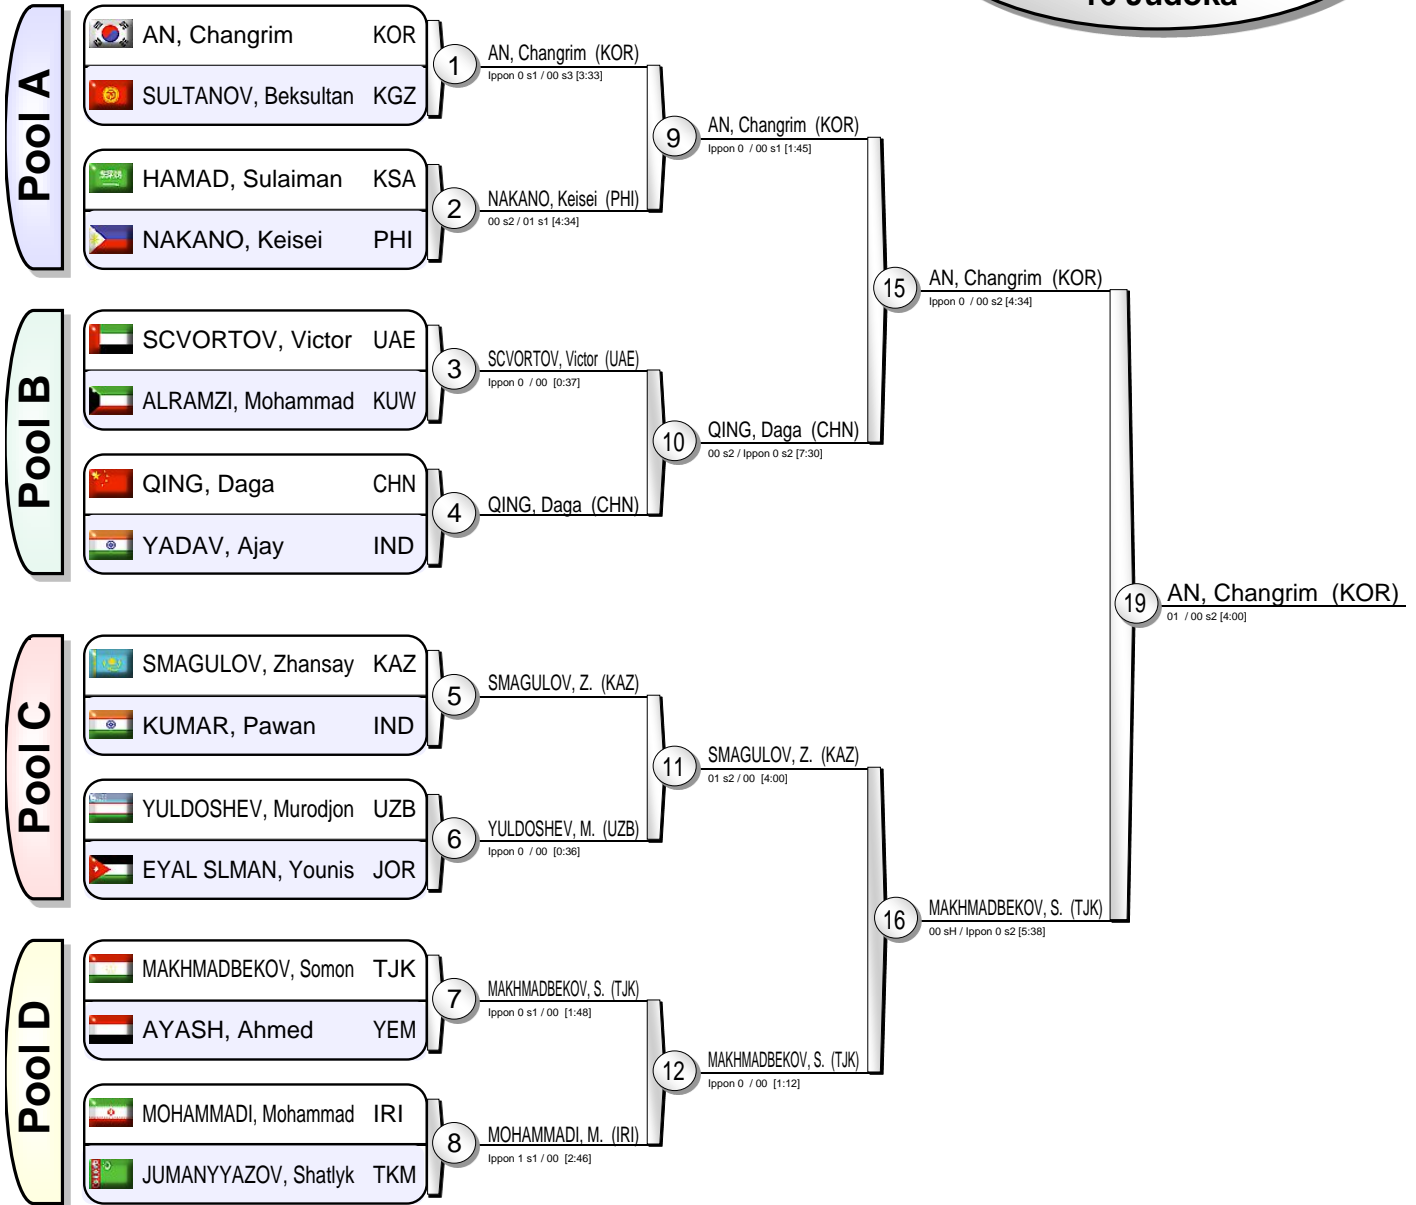 16 Judoka
Pool A
AN, Changrim KOR
SULTANOV, Beksultan KGZ
HAMAD, Sulaiman KSA
NAKANO, Keisei PHI
Pool B
SCVORTOV, Victor UAE
ALRAMZI, Mohammad KUW
QING, Daga CHN
YADAV, Ajay IND
Pool C
SMAGULOV, Zhansay KAZ
KUMAR, Pawan IND
YULDOSHEV, Murodjon UZB
EYAL SLMAN, Younis JOR
Pool D
MAKHMADBEKOV, Somon TJK
AYASH, Ahmed YEM
MOHAMMADI, Mohammad IRI
JUMANYYAZOV, Shatlyk TKM
1
AN, Changrim (KOR)
Ippon 0 s1 / 00 s3 [3:33]
2
NAKANO, Keisei (PHI)
00 s2 / 01 s1 [4:34]
3
SCVORTOV, Victor (UAE)
Ippon 0 / 00 [0:37]
4
QING, Daga (CHN)
5
SMAGULOV, Z. (KAZ)
6
YULDOSHEV, M. (UZB)
Ippon 0 / 00 [0:36]
7
MAKHMADBEKOV, S. (TJK)
Ippon 0 s1 / 00 [1:48]
8
MOHAMMADI, M. (IRI)
Ippon 1 s1 / 00 [2:46]
9
AN, Changrim (KOR)
Ippon 0 / 00 s1 [1:45]
10
QING, Daga (CHN)
00 s2 / Ippon 0 s2 [7:30]
11
SMAGULOV, Z. (KAZ)
01 s2 / 00 [4:00]
12
MAKHMADBEKOV, S. (TJK)
Ippon 0 / 00 [1:12]
15
AN, Changrim (KOR)
Ippon 0 / 00 s2 [4:34]
16
MAKHMADBEKOV, S. (TJK)
00 sH / Ippon 0 s2 [5:38]
19
AN, Changrim (KOR)
01 / 00 s2 [4:00]